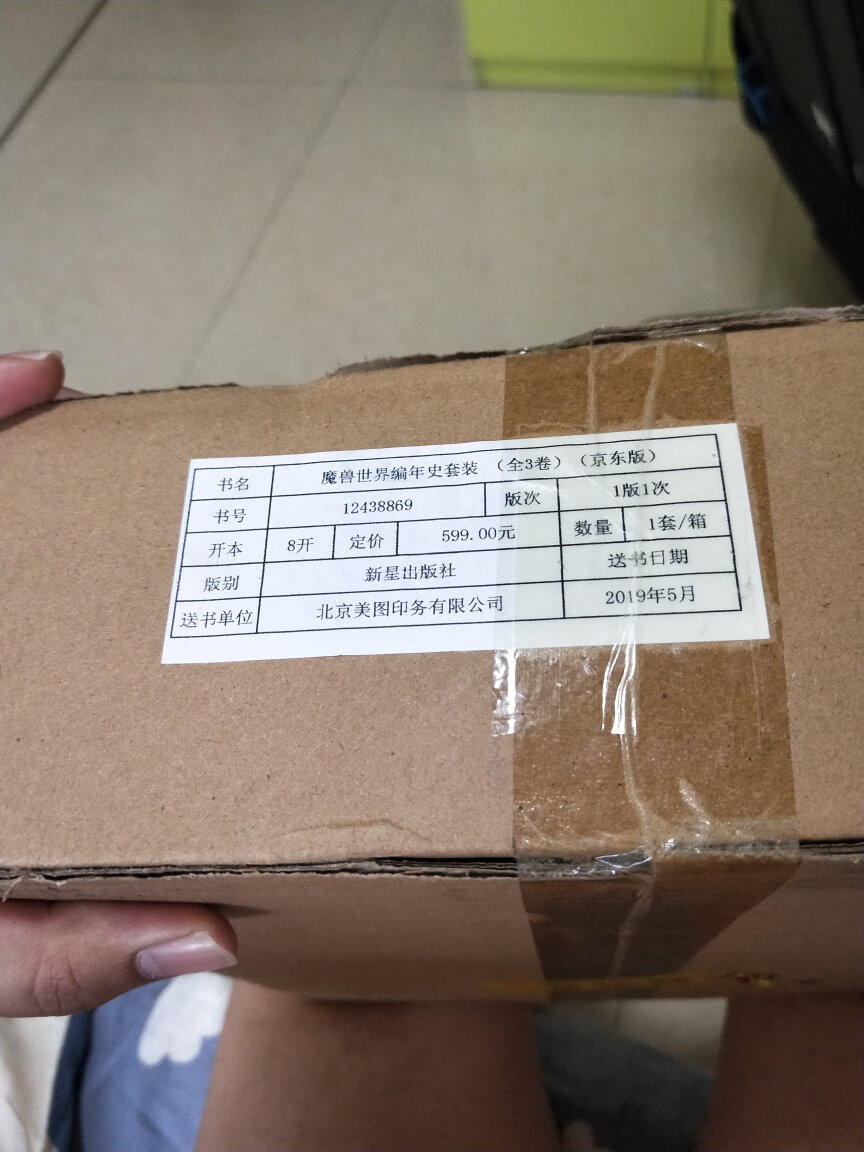 书名 魔兽世界编年史套装 （全3卷）（京东版）
书号 12438869 版次 1版1次
开本 8开 定价 599.00元 数量 1套/箱
版别 新星出版社 送书日期
送书单位 北京美图印务有限公司 2019年5月